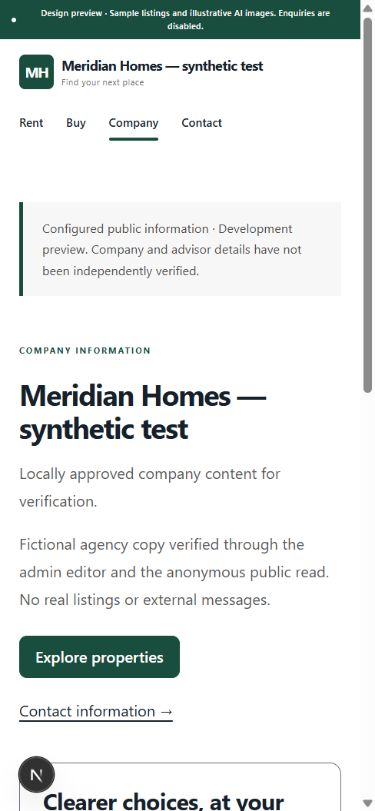 Design preview · Sample listings and illustrative AI images. Enquiries are
disabled.
MH
Meridian Homes — synthetic test
Find your next place
Rent
Buy
Company
Contact
Configured public information · Development
preview. Company and advisor details have not
been independently verified.
COMPANY INFORMATION
Meridian Homes —
synthetic test
Locally approved company content for
verification.
Fictional agency copy verified through the
admin editor and the anonymous public read.
No real listings or external messages.
Explore properties
Contact information →
N
Clearer choices, at your